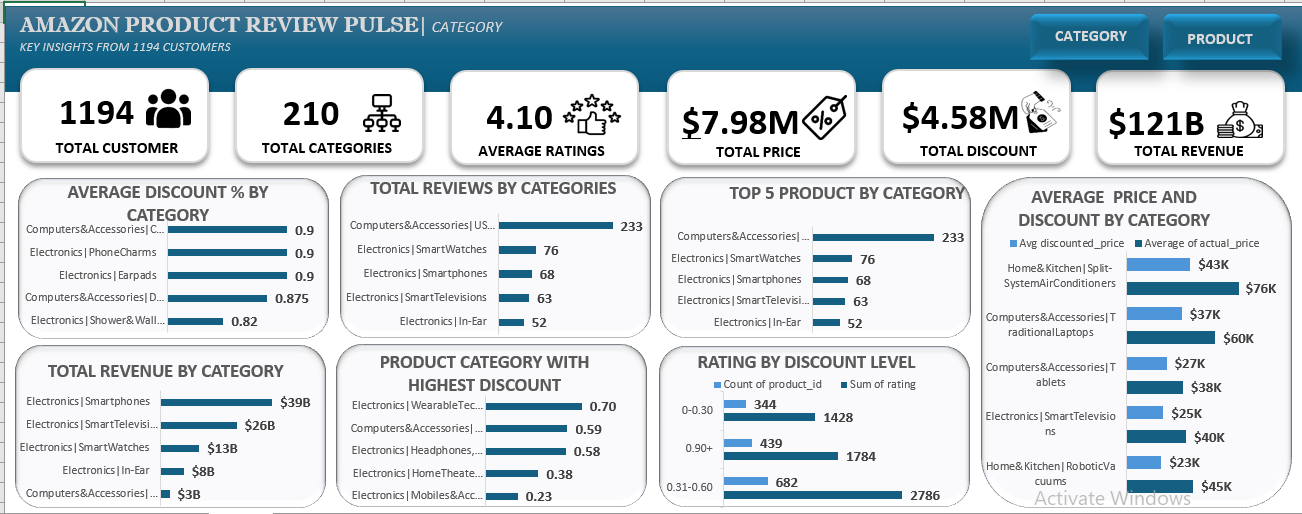 AMAZON PRODUCT REVIEW PULSE| CATEGORY
KEY INSIGHTS FROM 1194 CUSTOMERS
CATEGORY
PRODUCT
1194
TOTAL CUSTOMER
210
TOTAL CATEGORIES
4.10
AVERAGE RATINGS
$7.98M
TOTAL PRICE
$4.58M
TOTAL DISCOUNT
$121B
TOTAL REVENUE
AVERAGE DISCOUNT % BY
CATEGORY
Computers&Accessories|C... 0.9
Electronics|PhoneCharms 0.9
Electronics|Earpads 0.9
Computers&Accessories|D... 0.875
Electronics|Shower&Wall... 0.82
TOTAL REVIEWS BY CATEGORIES
Computers&Accessories|US... 233
Electronics|SmartWatches 76
Electronics|Smartphones 68
Electronics|SmartTelevisions 63
Electronics|In-Ear 52
TOP 5 PRODUCT BY CATEGORY
Computers&Accessories|... 233
Electronics|SmartWatches 76
Electronics|Smartphones 68
Electronics|SmartTelevisi... 63
Electronics|In-Ear 52
AVERAGE PRICE AND
DISCOUNT BY CATEGORY
Avg discounted_price Average of actual_price
Home&Kitchen|Split-
SystemAirConditioners
$43K
$76K
Computers&Accessories|T
raditionalLaptops
$37K
$60K
Computers&Accessories|T
ablets
$27K
$38K
Electronics|SmartTelevisio
ns
$25K
$40K
Home&Kitchen|RoboticVa
cuums
$23K
$45K
TOTAL REVENUE BY CATEGORY
Electronics|Smartphones $39B
Electronics|SmartTelevisi... $26B
Electronics|SmartWatches $13B
Electronics|In-Ear $8B
Computers&Accessories|... $3B
PRODUCT CATEGORY WITH
HIGHEST DISCOUNT
Electronics|WearableTec... 0.70
Computers&Accessories|... 0.59
Electronics|Headphones,... 0.58
Electronics|HomeTheate... 0.38
Electronics|Mobiles&Acc... 0.23
RATING BY DISCOUNT LEVEL
Count of product_id Sum of rating
0-0.30
344
1428
0.90+
439
1784
0.31-0.60
682
2786
Activate Windows